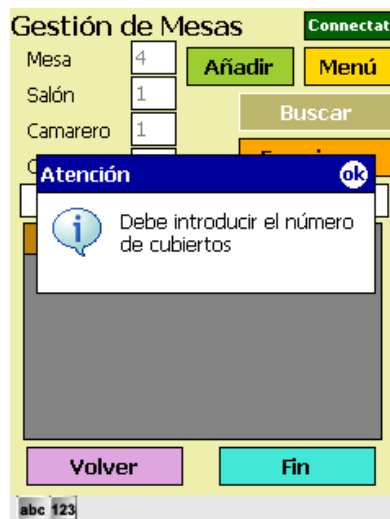 Gestión de Mesas
Connectat
Mesa 4
Añadir
Menú
Salón 1
Buscar
Camarero 1
Atención ok
Debe introducir el número
de cubiertos
Volver
Fin
abc 123